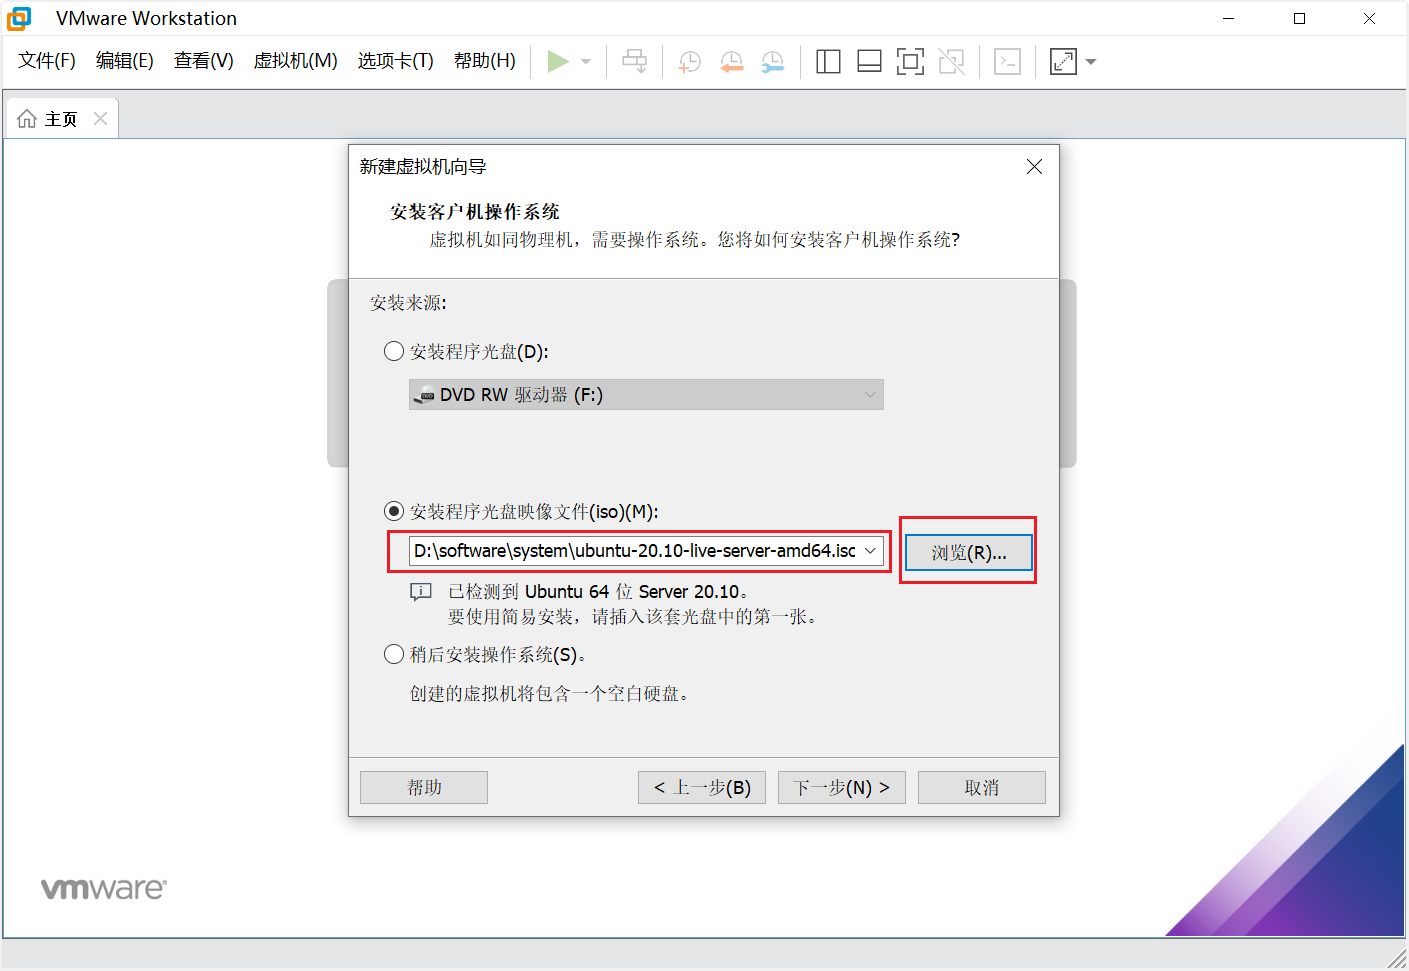 VMware Workstation
文件(F) 编辑(E) 查看(V) 虚拟机(M) 选项卡(T) 帮助(H)
主页
新建虚拟机向导
安装客户机操作系统
虚拟机如同物理机，需要操作系统。您将如何安装客户机操作系统?
安装来源:
安装程序光盘(D):
DVD RW 驱动器 (F:)
安装程序光盘映像文件(iso)(M):
D:\software\system\ubuntu-20.10-live-server-amd64.iso
浏览(R)...
已检测到 Ubuntu 64 位 Server 20.10。
要使用简易安装，请插入该套光盘中的第一张。
稍后安装操作系统(S)。
创建的虚拟机将包含一个空白硬盘。
帮助 < 上一步(B) 下一步(N) > 取消
vmware®